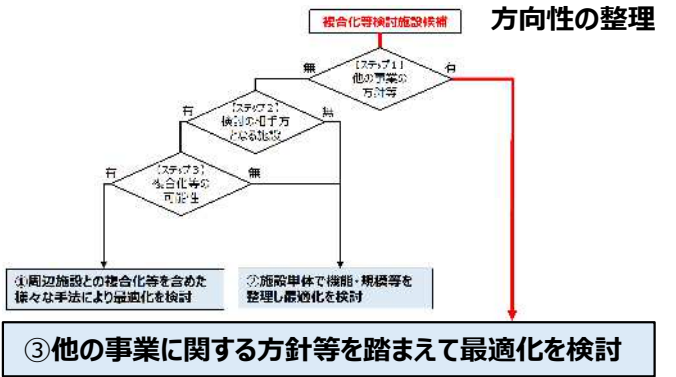 方向性の整理
複合化等検討施設候補
【ステップ1】
他の事業の
方針等
無
有
【ステップ2】
検討の相手方
となる施設
有
無
【ステップ3】
複合化等の
可能性
有
無
①周辺施設との複合化等を含めた
様々な手法により最適化を検討
②施設単体で機能・規模等を
整理し最適化を検討
③他の事業に関する方針等を踏まえて最適化を検討